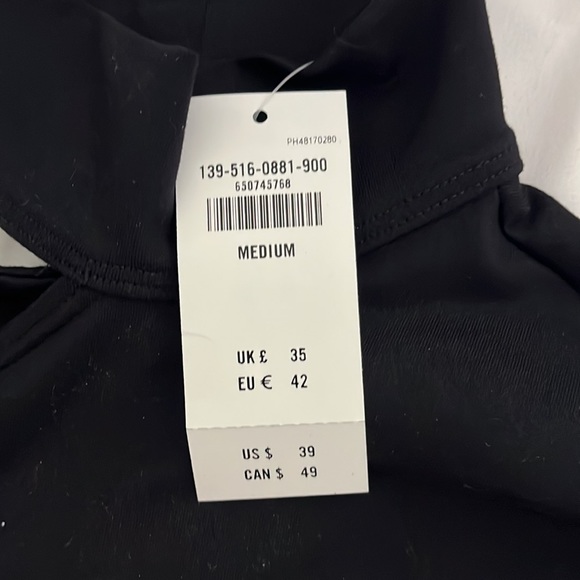 PH48170280
139-516-0881-900
650745768
MEDIUM
UK £ 35
EU € 42
US $ 39
CAN $ 49